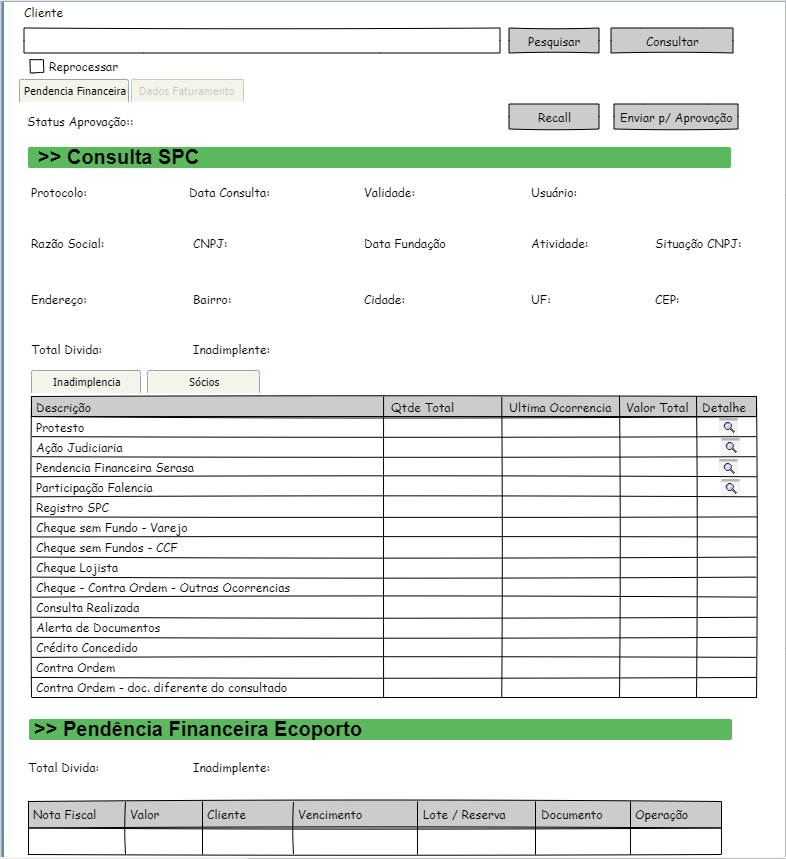 Cliente
Pesquisar Consultar
Reprocessar
Pendencia Financeira Dados Faturamento
Status Aprovação:: Recall Enviar p/ Aprovação
>> Consulta SPC
Protocolo: Data Consulta: Validade: Usuário:
Razão Social: CNPJ: Data Fundação Atividade: Situação CNPJ:
Endereço: Bairro: Cidade: UF: CEP:
Total Divida: Inadimplente:
Inadimplencia Sócios
Descrição Qtde Total Ultima Ocorrencia Valor Total Detalhe
Protesto
Ação Judiciaria
Pendencia Financeira Serasa
Participação Falencia
Registro SPC
Cheque sem Fundo - Varejo
Cheque sem Fundos - CCF
Cheque Lojista
Cheque - Contra Ordem - Outras Ocorrencias
Consulta Realizada
Alerta de Documentos
Crédito Concedido
Contra Ordem
Contra Ordem - doc. diferente do consultado
>> Pendência Financeira Ecoporto
Total Divida: Inadimplente:
Nota Fiscal Valor Cliente Vencimento Lote / Reserva Documento Operação